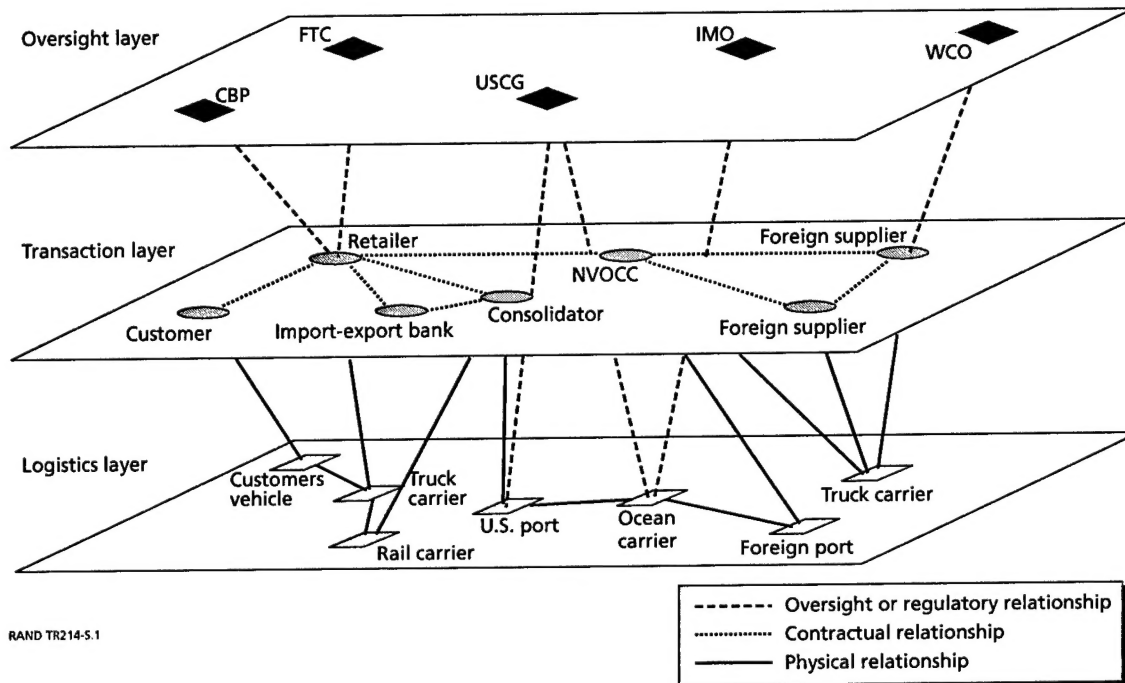 Oversight layer
FTC
IMO
WCO
CBP
USCG
Transaction layer
Retailer
Foreign supplier
NVOCC
Customer
Import-export bank
Consolidator
Foreign supplier
Logistics layer
Customers
vehicle
Truck
carrier
Truck carrier
U.S. port
Ocean
carrier
Rail carrier
Foreign port
RAND TR214-S.1
Oversight or regulatory relationship
Contractual relationship
Physical relationship